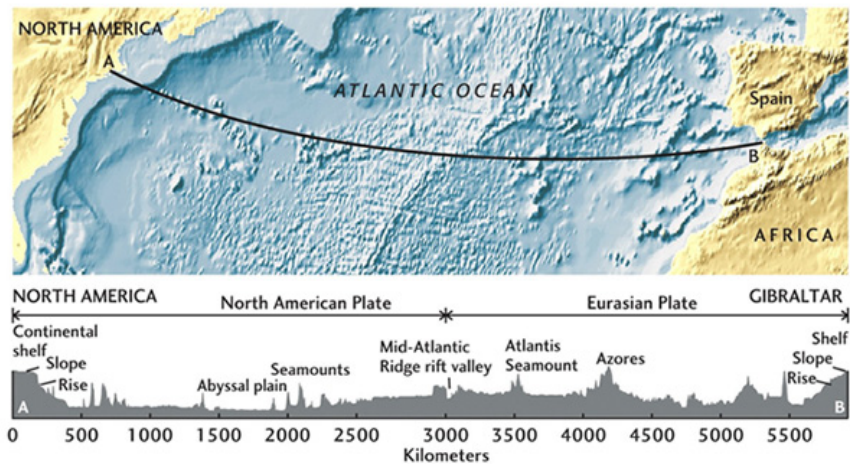 NORTH AMERICA
A
ATLANTIC OCEAN
Spain
B
AFRICA
NORTH AMERICA
North American Plate
Eurasian Plate
GIBRALTAR
Continental
shelf
Slope
Rise
Abyssal plain
Seamounts
Mid-Atlantic
Ridge rift valley
Atlantis
Seamount
Azores
Shelf
Slope
Rise
A
B
0 500 1000 1500 2000 2500 3000 3500 4000 4500 5000 5500
Kilometers